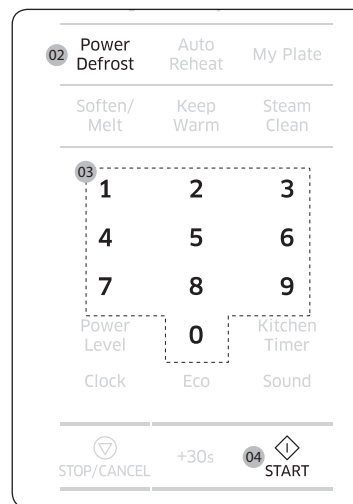 02 Power Defrost Auto Reheat My Plate
Soften/ Melt Keep Warm Steam Clean
03
1 2 3
4 5 6
7 8 9
Power Level 0 Kitchen Timer
Clock Eco Sound
STOP/CANCEL +30s 04 START